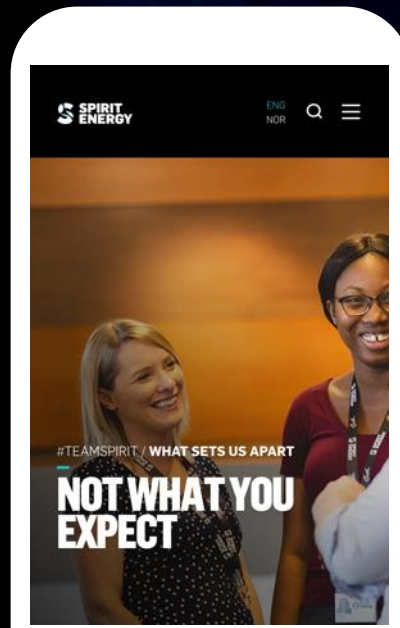 SPIRIT
ENERGY
ENG
NOR
#TEAMSPIRIT / WHAT SETS US APART
NOT WHAT YOU
EXPECT